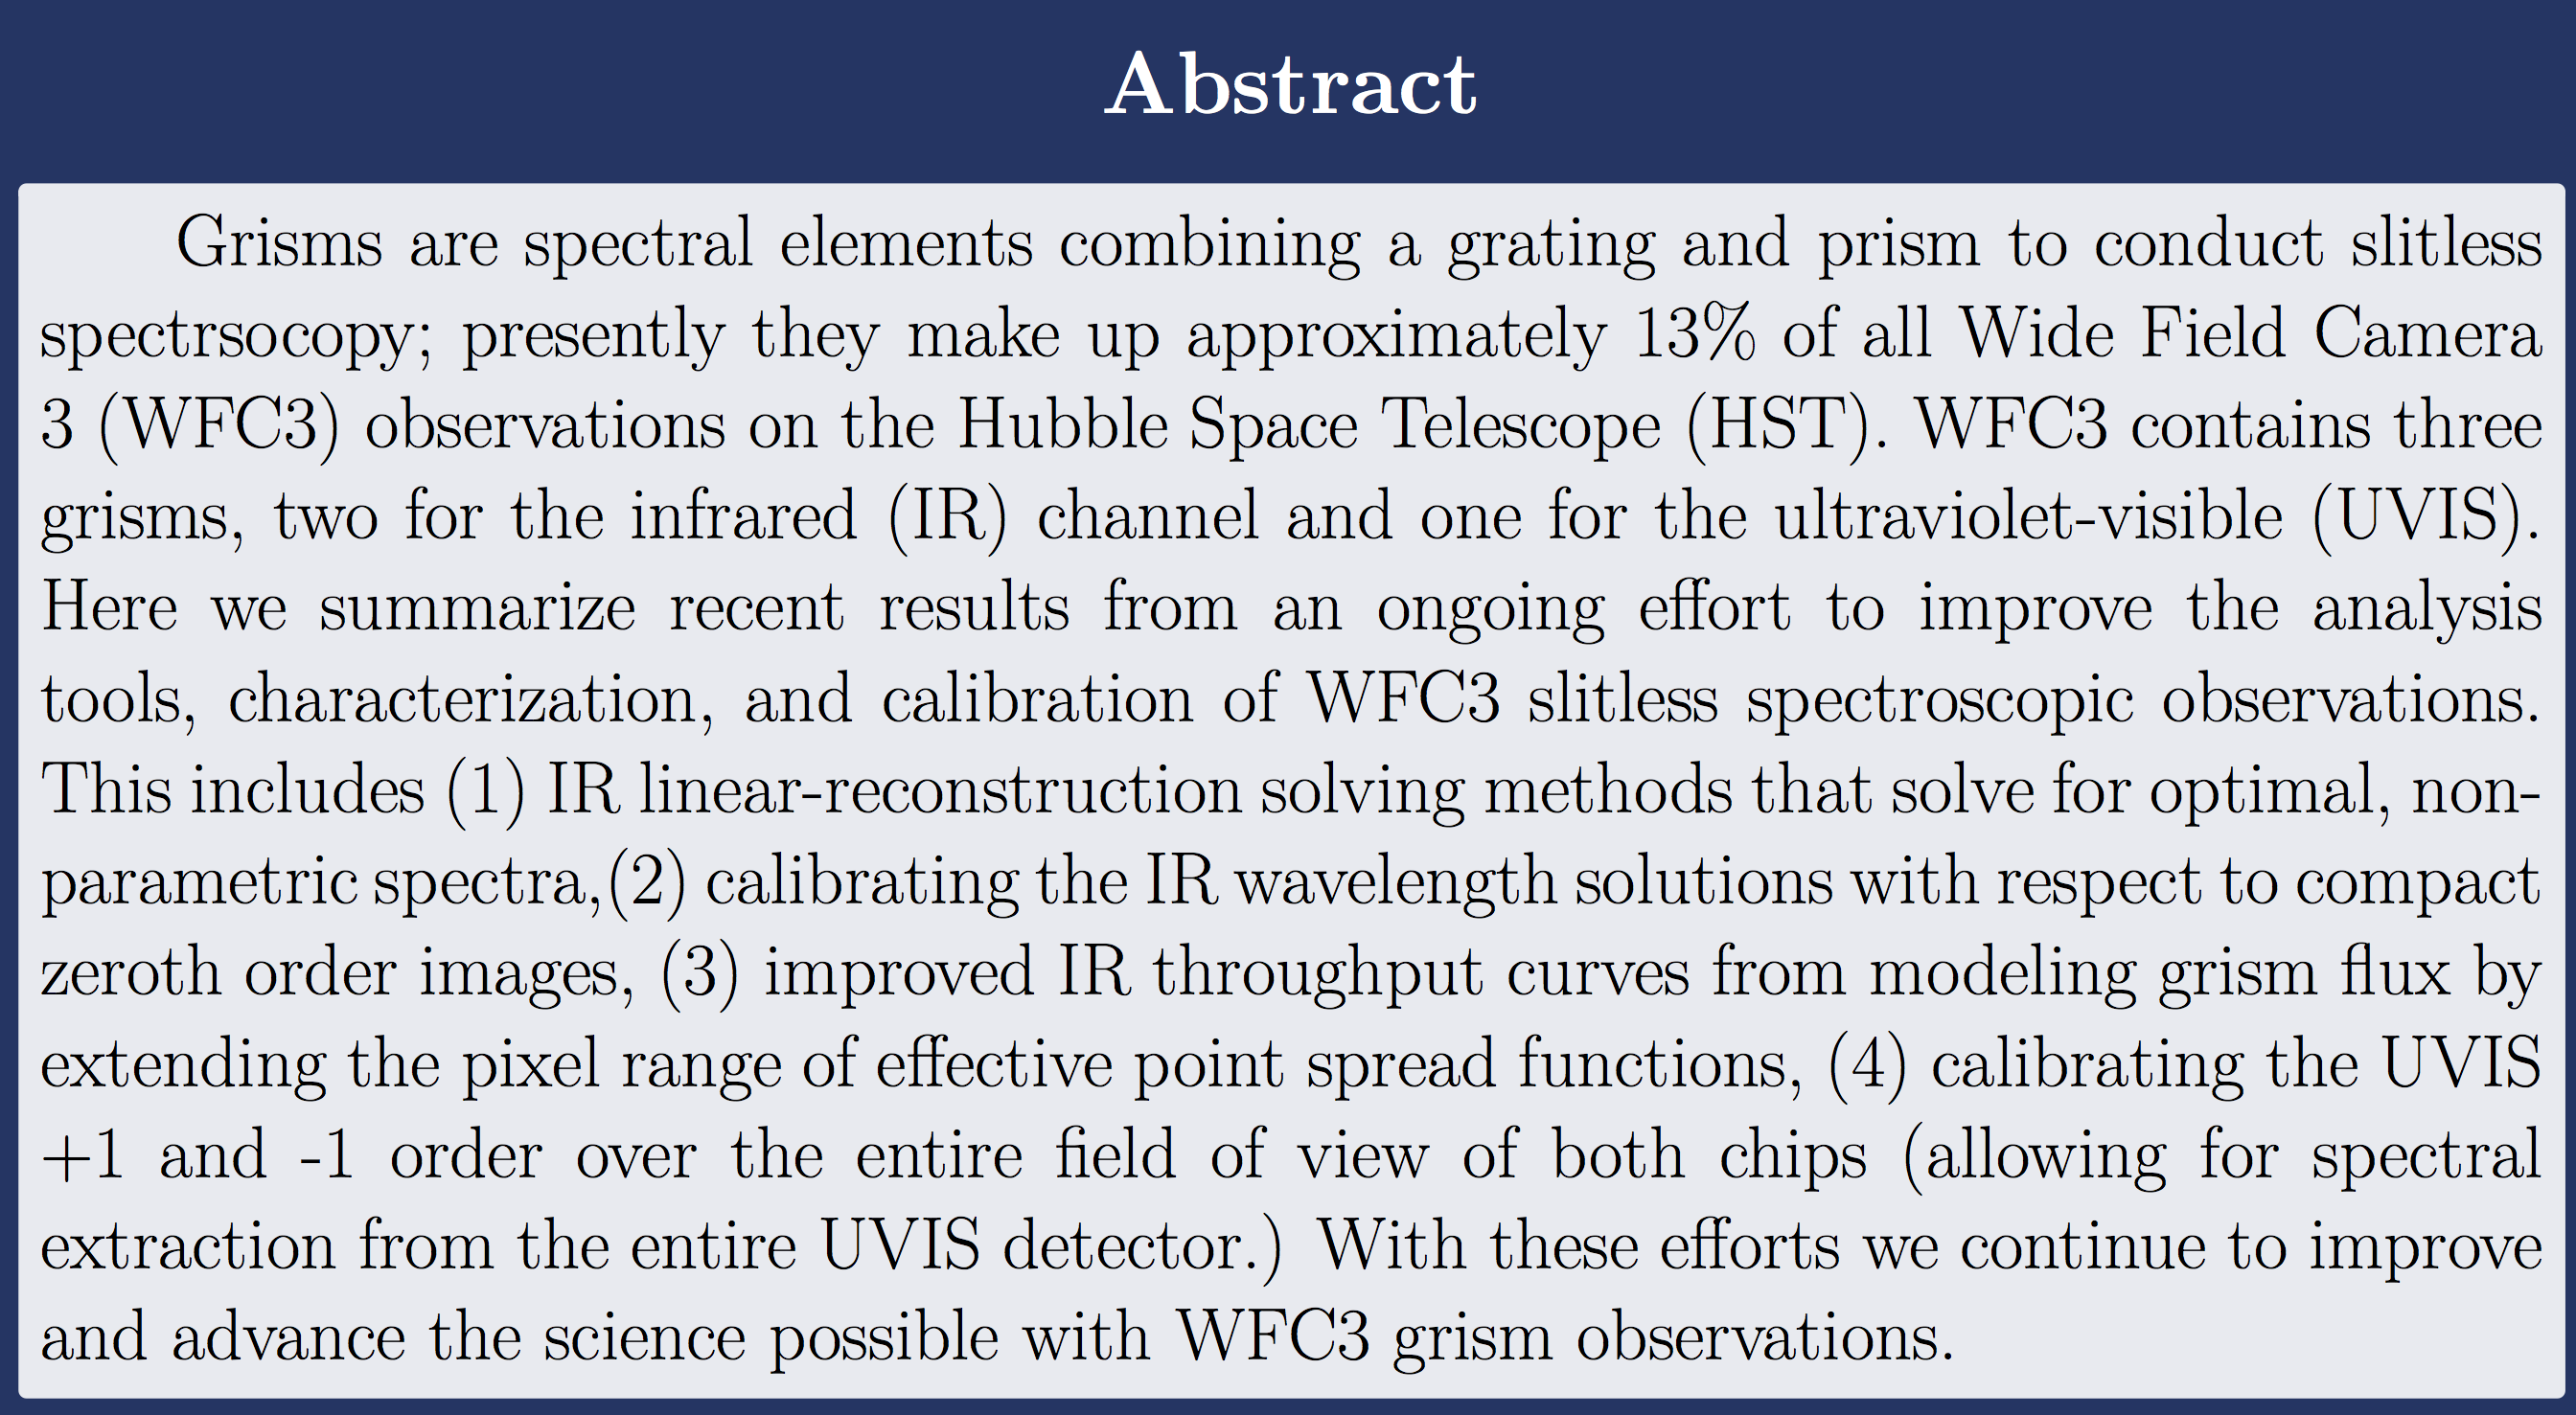 Abstract
Grisms are spectral elements combining a grating and prism to conduct slitless
spectrsocopy; presently they make up approximately 13% of all Wide Field Camera
3 (WFC3) observations on the Hubble Space Telescope (HST). WFC3 contains three
grisms, two for the infrared (IR) channel and one for the ultraviolet-visible (UVIS).
Here we summarize recent results from an ongoing effort to improve the analysis
tools, characterization, and calibration of WFC3 slitless spectroscopic observations.
This includes (1) IR linear-reconstruction solving methods that solve for optimal, non-
parametric spectra,(2) calibrating the IR wavelength solutions with respect to compact
zeroth order images, (3) improved IR throughput curves from modeling grism flux by
extending the pixel range of effective point spread functions, (4) calibrating the UVIS
+1 and -1 order over the entire field of view of both chips (allowing for spectral
extraction from the entire UVIS detector.) With these efforts we continue to improve
and advance the science possible with WFC3 grism observations.